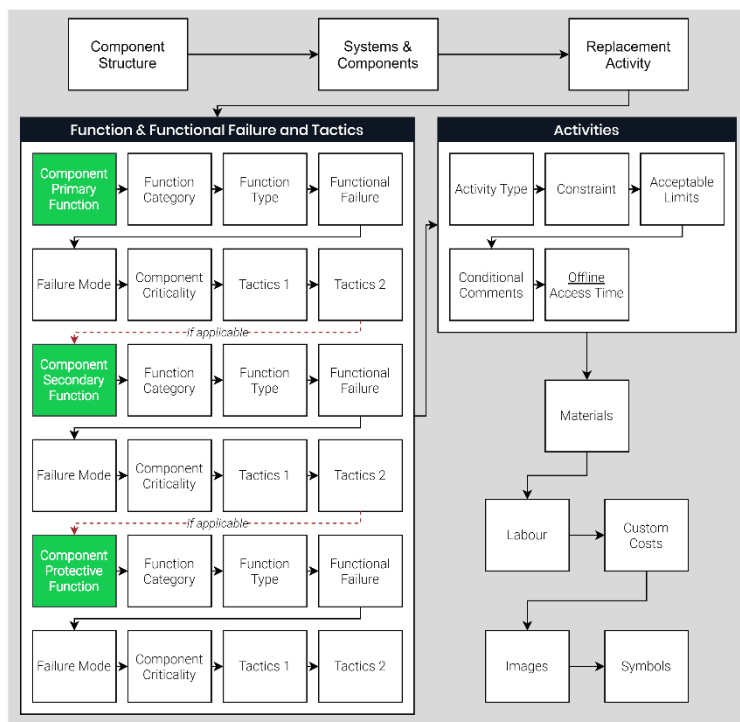 Component
Structure
Systems &
Components
Replacement
Activity
Function & Functional Failure and Tactics
Component
Primary
Function
Function
Category
Function
Type
Functional
Failure
Failure Mode
Component
Criticality
Tactics 1
Tactics 2
if applicable
Component
Secondary
Function
Function
Category
Function
Type
Functional
Failure
Failure Mode
Component
Criticality
Tactics 1
Tactics 2
if applicable
Component
Protective
Function
Function
Category
Function
Type
Functional
Failure
Failure Mode
Component
Criticality
Tactics 1
Tactics 2
Activities
Activity Type
Constraint
Acceptable
Limits
Conditional
Comments
Offline
Access Time
Materials
Labour
Custom
Costs
Images
Symbols